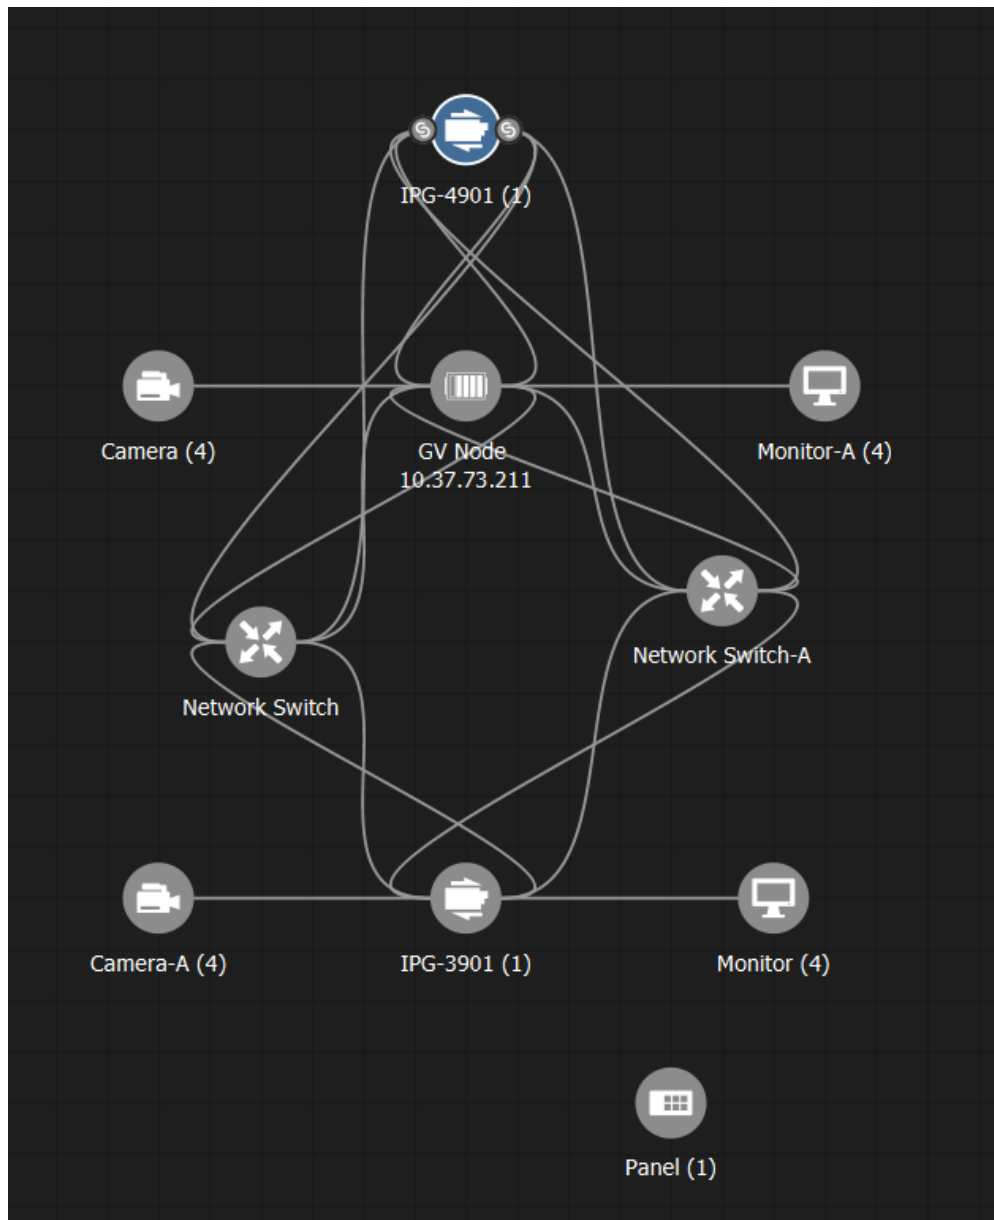 IPG-4901 (1)
Camera (4)
GV Node
10.37.73.211
Monitor-A (4)
Network Switch-A
Network Switch
Camera-A (4)
IPG-3901 (1)
Monitor (4)
Panel (1)